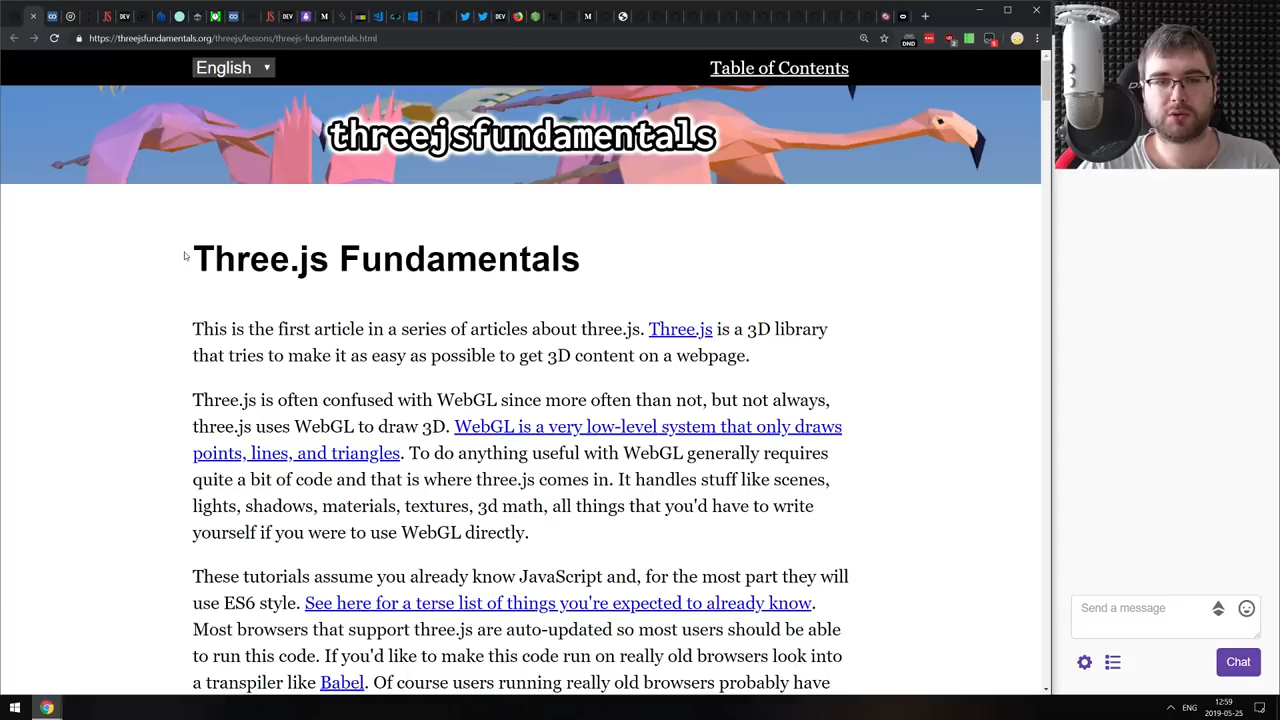 https://threejsfundamentals.org/threejs/lessons/threejs-fundamentals.html
English
Table of Contents
threejsfundamentals
Three.js Fundamentals
This is the first article in a series of articles about three.js. Three.js is a 3D library
that tries to make it as easy as possible to get 3D content on a webpage.
Three.js is often confused with WebGL since more often than not, but not always,
three.js uses WebGL to draw 3D. WebGL is a very low-level system that only draws
points, lines, and triangles. To do anything useful with WebGL generally requires
quite a bit of code and that is where three.js comes in. It handles stuff like scenes,
lights, shadows, materials, textures, 3d math, all things that you'd have to write
yourself if you were to use WebGL directly.
These tutorials assume you already know JavaScript and, for the most part they will
use ES6 style. See here for a terse list of things you're expected to already know.
Most browsers that support three.js are auto-updated so most users should be able
to run this code. If you'd like to make this code run on really old browsers look into
a transpiler like Babel. Of course users running really old browsers probably have
Send a message
Chat
ENG
12:59
2019-05-25